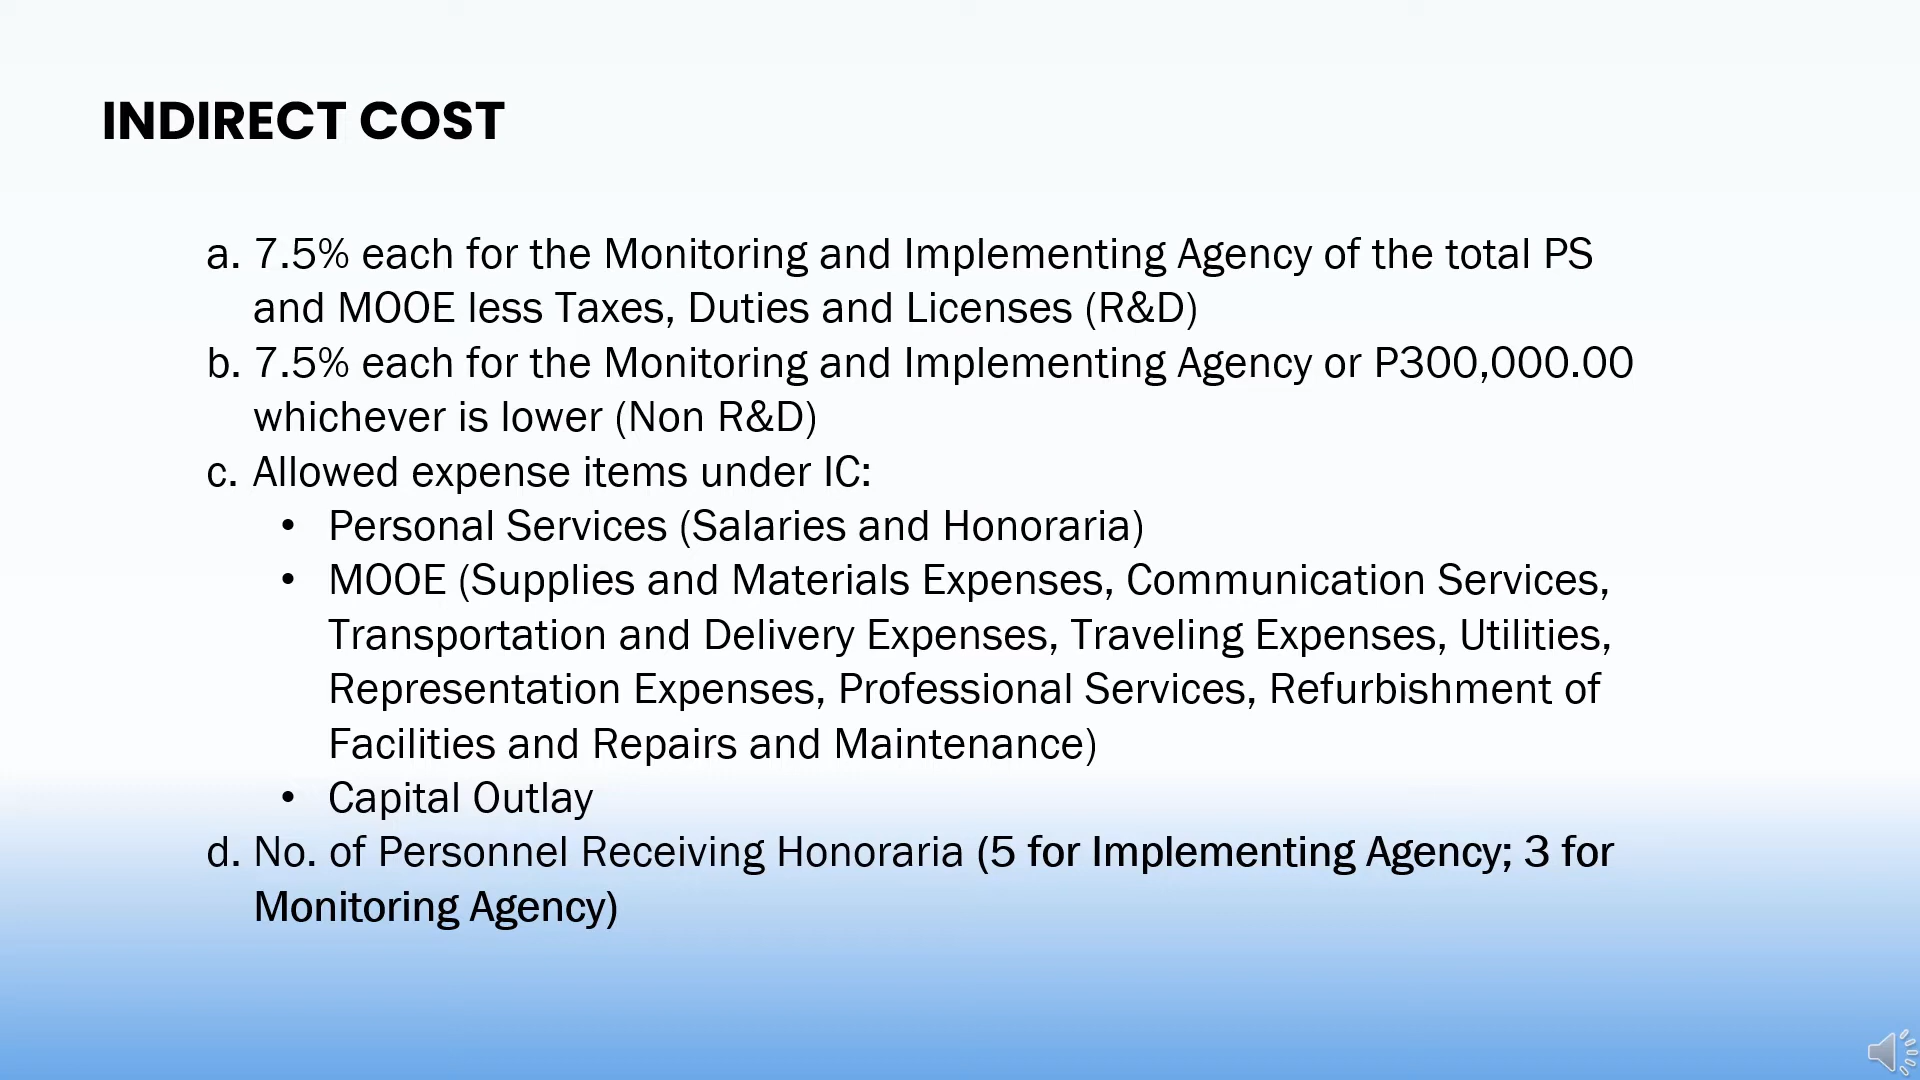 INDIRECT COST
a. 7.5% each for the Monitoring and Implementing Agency of the total PS
and MOOE less Taxes, Duties and Licenses (R&D)
b. 7.5% each for the Monitoring and Implementing Agency or P300,000.00
whichever is lower (Non R&D)
c. Allowed expense items under IC:
• Personal Services (Salaries and Honoraria)
• MOOE (Supplies and Materials Expenses, Communication Services,
Transportation and Delivery Expenses, Traveling Expenses, Utilities,
Representation Expenses, Professional Services, Refurbishment of
Facilities and Repairs and Maintenance)
• Capital Outlay
d. No. of Personnel Receiving Honoraria (5 for Implementing Agency; 3 for
Monitoring Agency)